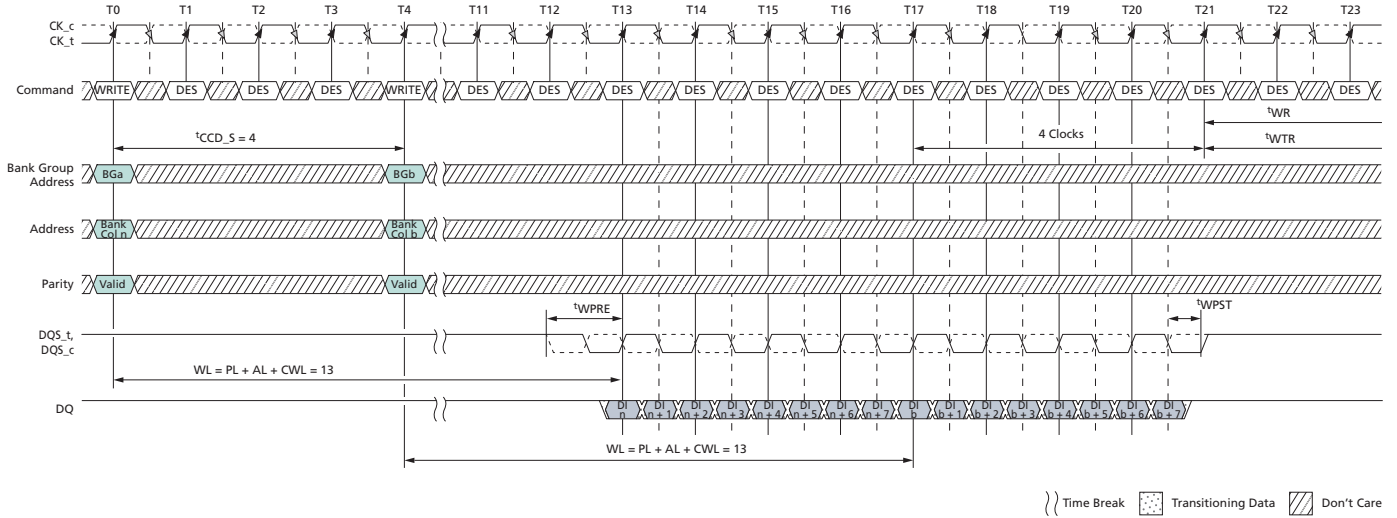 T0 T1 T2 T3 T4 T11 T12 T13 T14 T15 T16 T17 T18 T19 T20 T21 T22 T23
CK_c
CK_t
Command WRITE DES DES DES WRITE DES DES DES DES DES DES DES DES DES DES DES DES DES
tWR
tCCD_S = 4 4 Clocks tWTR
Bank Group
Address BGa BGb
Address Bank Col n Bank Col b
Parity Valid Valid
tWPRE tWPST
DQS_t,
DQS_c
WL = PL + AL + CWL = 13
DQ DI n DI n + 1 DI n + 2 DI n + 3 DI n + 4 DI n + 5 DI n + 6 DI n + 7 DI b DI b + 1 DI b + 2 DI b + 3 DI b + 4 DI b + 5 DI b + 6 DI b + 7
WL = PL + AL + CWL = 13
Time Break Transitioning Data Don't Care